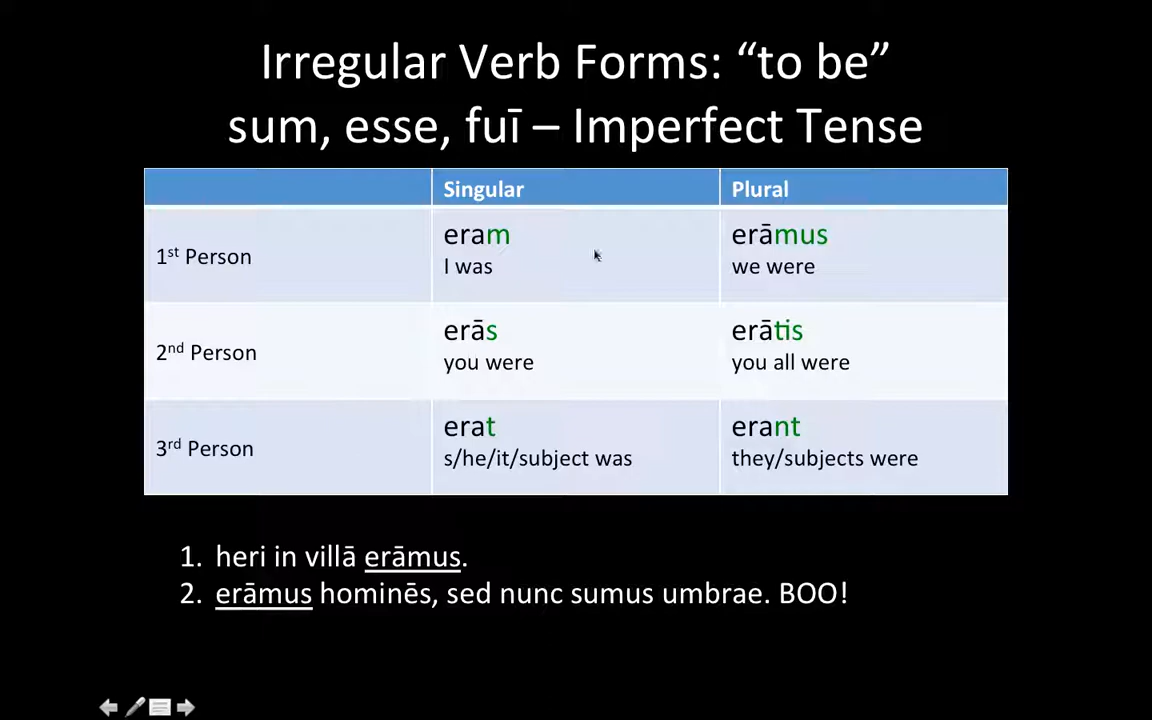 Irregular Verb Forms: “to be”
sum, esse, fuī – Imperfect Tense
Singular Plural
1st Person
eram
I was
erāmus
we were
2nd Person
erās
you were
erātis
you all were
3rd Person
erat
s/he/it/subject was
erant
they/subjects were
1. heri in villā erāmus.
2. erāmus hominēs, sed nunc sumus umbrae. BOO!